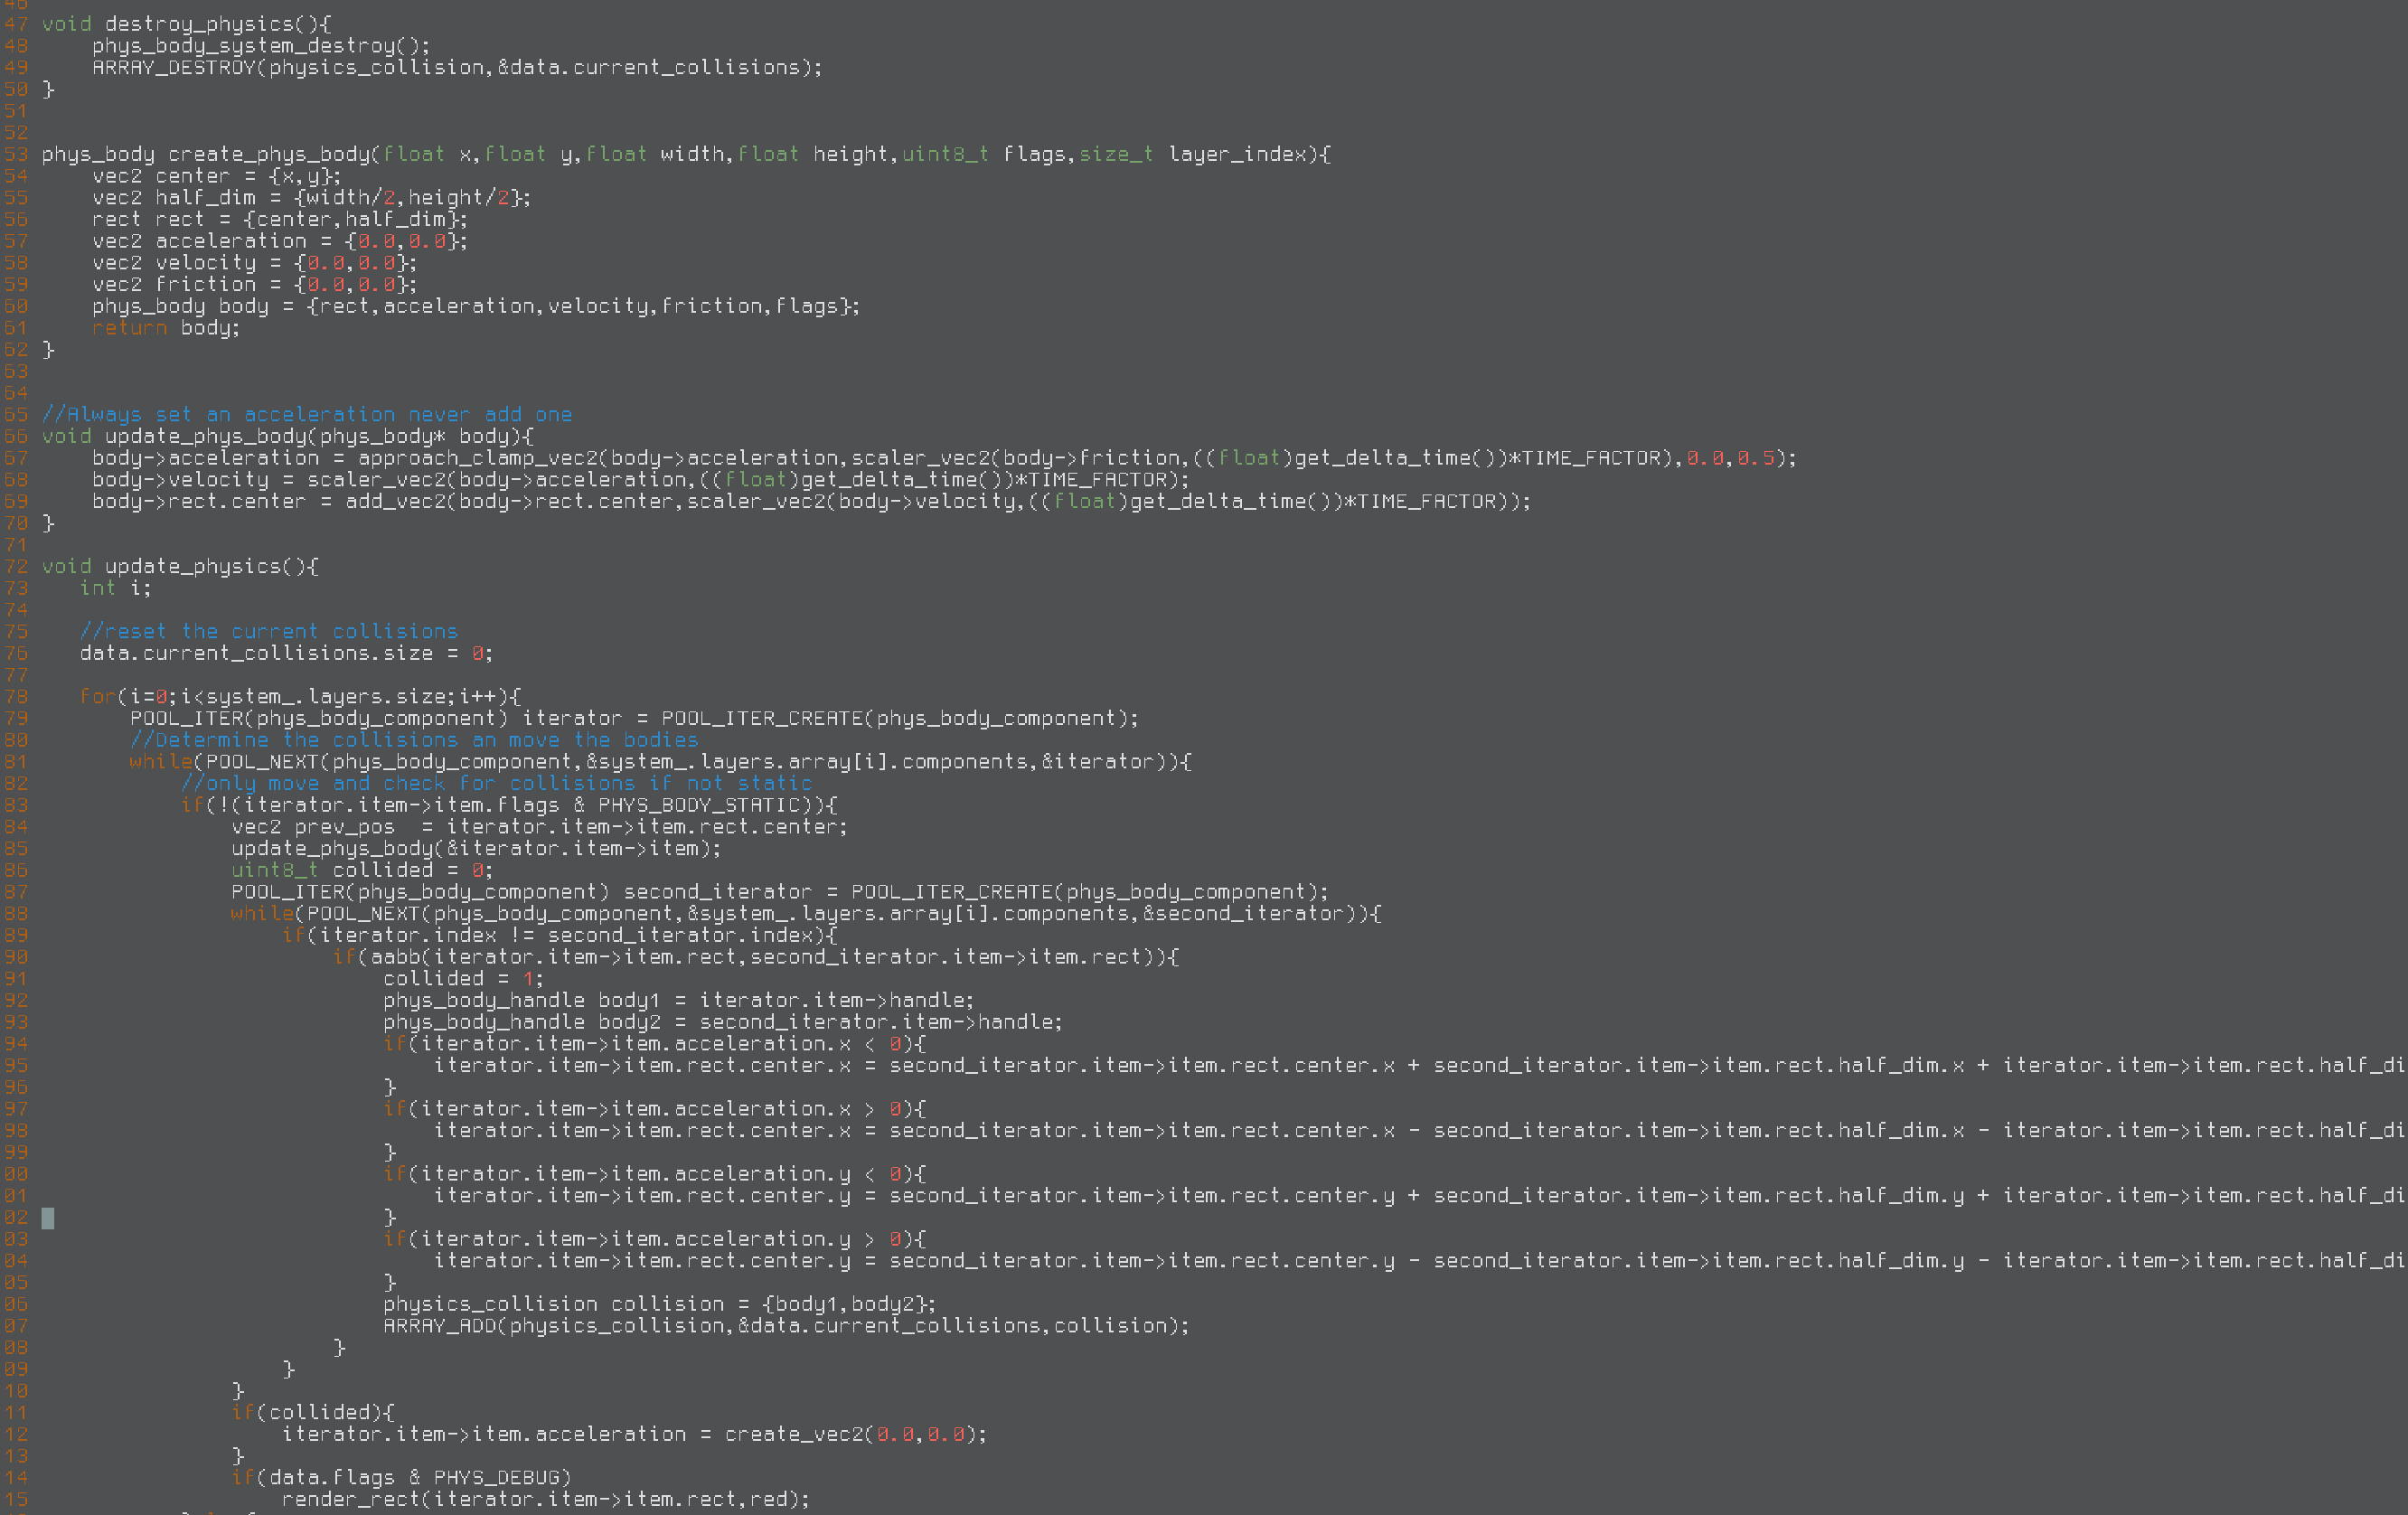 46
47 void destroy_physics(){
48     phys_body_system_destroy();
49     ARRAY_DESTROY(physics_collision,&data.current_collisions);
50 }
51
52
53 phys_body create_phys_body(float x,float y,float width,float height,uint8_t flags,size_t layer_index){
54     vec2 center = {x,y};
55     vec2 half_dim = {width/2,height/2};
56     rect rect = {center,half_dim};
57     vec2 acceleration = {0.0,0.0};
58     vec2 velocity = {0.0,0.0};
59     vec2 friction = {0.0,0.0};
60     phys_body body = {rect,acceleration,velocity,friction,flags};
61     return body;
62 }
63
64
65 //Always set an acceleration never add one
66 void update_phys_body(phys_body* body){
67     body->acceleration = approach_clamp_vec2(body->acceleration,scaler_vec2(body->friction,((float)get_delta_time())*TIME_FACTOR),0.0,0.5);
68     body->velocity = scaler_vec2(body->acceleration,((float)get_delta_time())*TIME_FACTOR);
69     body->rect.center = add_vec2(body->rect.center,scaler_vec2(body->velocity,((float)get_delta_time())*TIME_FACTOR));
70 }
71
72 void update_physics(){
73    int i;
74
75    //reset the current collisions
76    data.current_collisions.size = 0;
77
78    for(i=0;i<system_.layers.size;i++){
79        POOL_ITER(phys_body_component) iterator = POOL_ITER_CREATE(phys_body_component);
80        //Determine the collisions an move the bodies
81        while(POOL_NEXT(phys_body_component,&system_.layers.array[i].components,&iterator)){
82            //only move and check for collisions if not static
83            if(!(iterator.item->item.flags & PHYS_BODY_STATIC)){
84                vec2 prev_pos  = iterator.item->item.rect.center;
85                update_phys_body(&iterator.item->item);
86                uint8_t collided = 0;
87                POOL_ITER(phys_body_component) second_iterator = POOL_ITER_CREATE(phys_body_component);
88                while(POOL_NEXT(phys_body_component,&system_.layers.array[i].components,&second_iterator)){
89                    if(iterator.index != second_iterator.index){
90                        if(aabb(iterator.item->item.rect,second_iterator.item->item.rect)){
91                            collided = 1;
92                            phys_body_handle body1 = iterator.item->handle;
93                            phys_body_handle body2 = second_iterator.item->handle;
94                            if(iterator.item->item.acceleration.x < 0){
95                                iterator.item->item.rect.center.x = second_iterator.item->item.rect.center.x + second_iterator.item->item.rect.half_dim.x + iterator.item->item.rect.half_di
96                            }
97                            if(iterator.item->item.acceleration.x > 0){
98                                iterator.item->item.rect.center.x = second_iterator.item->item.rect.center.x - second_iterator.item->item.rect.half_dim.x - iterator.item->item.rect.half_di
99                            }
00                            if(iterator.item->item.acceleration.y < 0){
01                                iterator.item->item.rect.center.y = second_iterator.item->item.rect.center.y + second_iterator.item->item.rect.half_dim.y + iterator.item->item.rect.half_di
02                            }
03                            if(iterator.item->item.acceleration.y > 0){
04                                iterator.item->item.rect.center.y = second_iterator.item->item.rect.center.y - second_iterator.item->item.rect.half_dim.y - iterator.item->item.rect.half_di
05                            }
06                            physics_collision collision = {body1,body2};
07                            ARRAY_ADD(physics_collision,&data.current_collisions,collision);
08                        }
09                    }
10                }
11                if(collided){
12                    iterator.item->item.acceleration = create_vec2(0.0,0.0);
13                }
14                if(data.flags & PHYS_DEBUG)
15                    render_rect(iterator.item->item.rect,red);